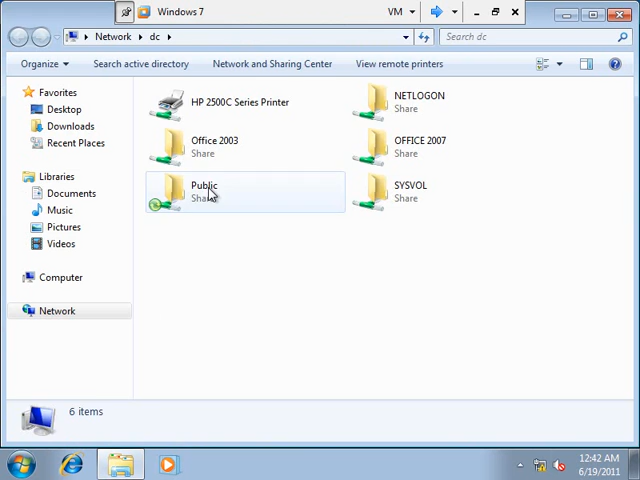 Windows 7
VM
Network
dc
Search dc
Organize
Search active directory
Network and Sharing Center
View remote printers
Favorites
Desktop
Downloads
Recent Places
Libraries
Documents
Music
Pictures
Videos
Computer
Network
HP 2500C Series Printer
NETLOGON
Share
Office 2003
Share
OFFICE 2007
Share
Public
Share
SYSVOL
Share
6 items
12:42 AM
6/19/2011